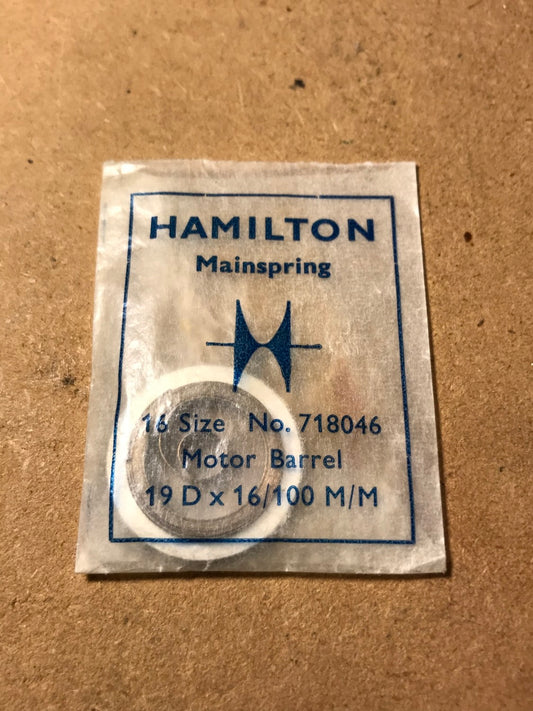 HAMILTON
Mainspring
16 Size No. 718046
Motor Barrel
19 D x 16/100 M/M